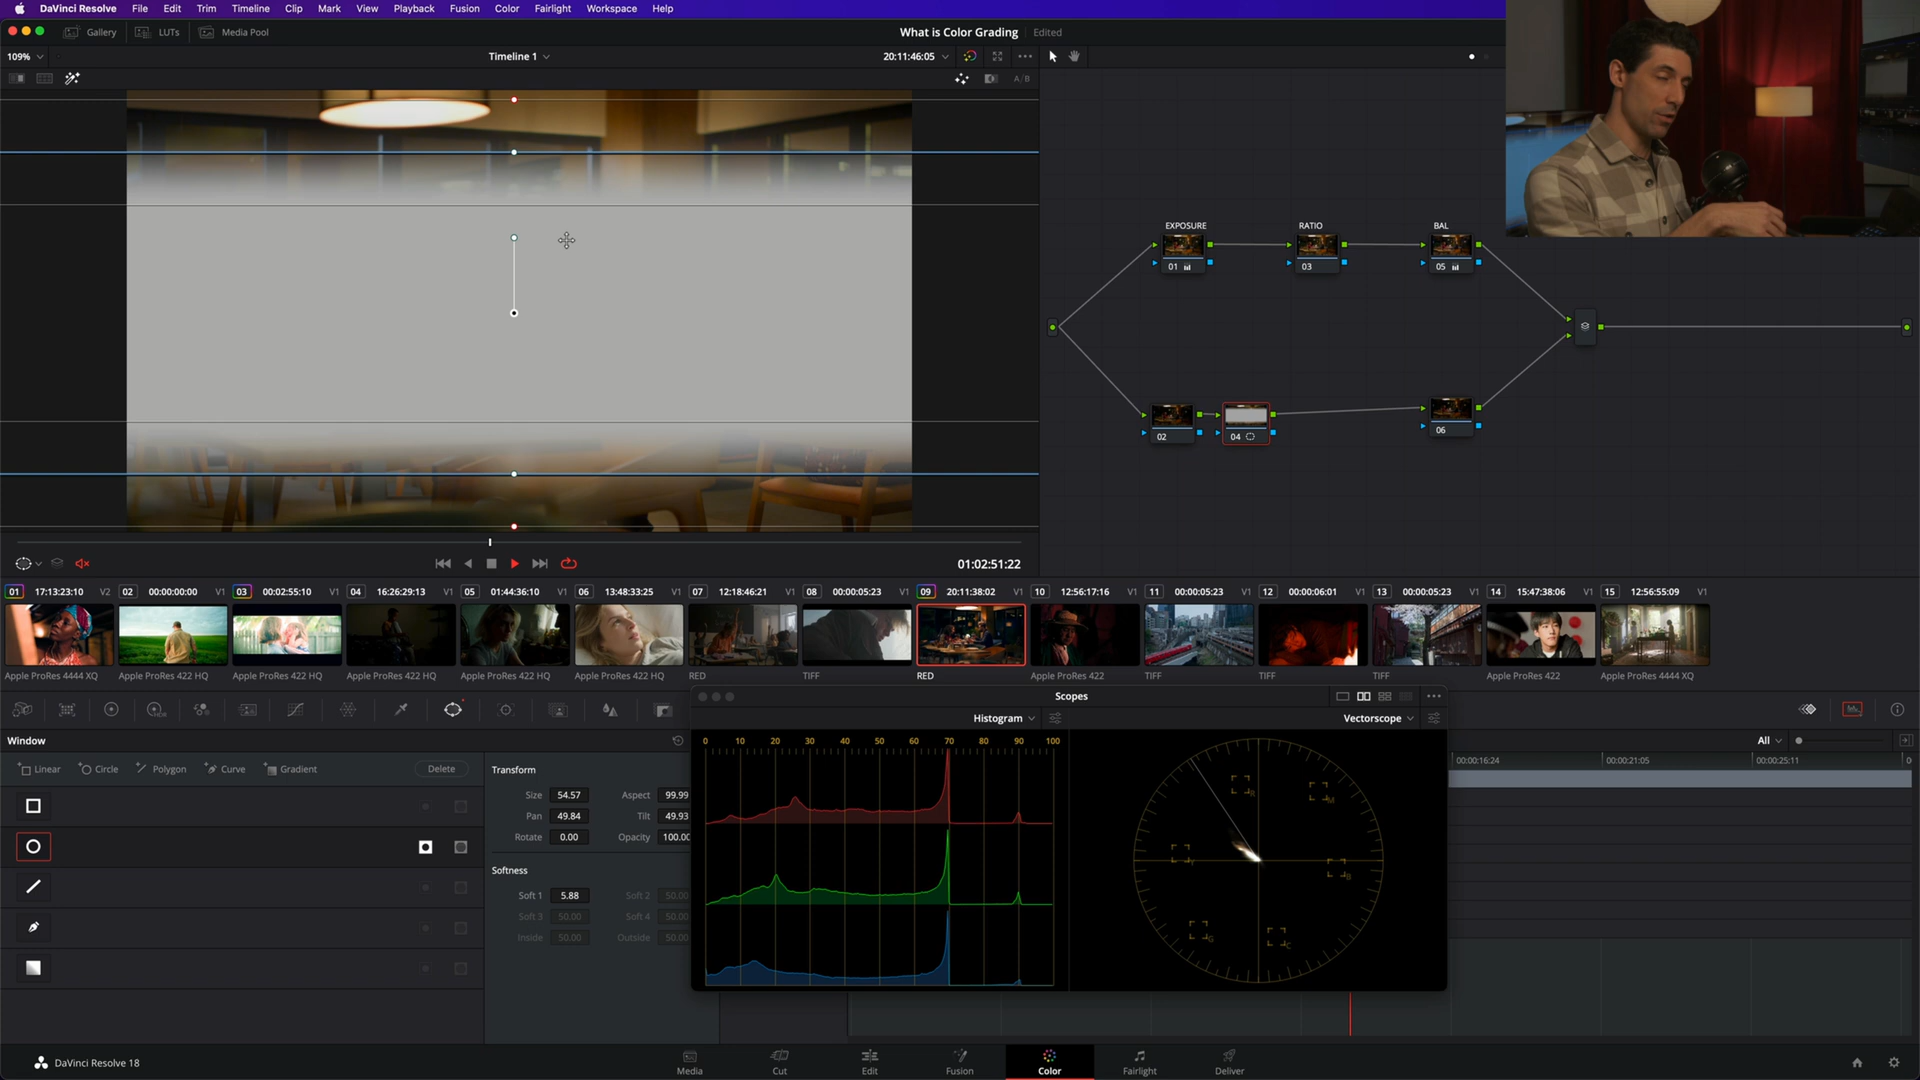 DaVinci Resolve File Edit Trim Timeline Clip Mark View Playback Fusion Color Fairlight Workspace Help
Gallery LUTs Media Pool
What is Color Grading Edited
109% Timeline 1 20:11:46:05
A/B
EXPOSURE RATIO BAL
01 03 05
02 04 06
01:02:51:22
01 17:13:23:10 V2 02 00:00:00:00 V1 03 00:02:55:10 V1 04 16:26:29:13 V1 05 01:44:36:10 V1 06 13:48:33:25 V1 07 12:18:46:21 V1 08 00:00:05:23 V1 09 20:11:38:02 V1 10 12:56:17:16 V1 11 00:00:05:23 V1 12 00:00:06:01 V1 13 00:00:05:23 V1 14 15:47:38:06 V1 15 12:56:55:09 V1
Apple ProRes 4444 XQ Apple ProRes 422 HQ Apple ProRes 422 HQ Apple ProRes 422 HQ Apple ProRes 422 HQ Apple ProRes 422 HQ RED TIFF RED Apple ProRes 422 TIFF TIFF TIFF Apple ProRes 422 Apple ProRes 4444 XQ
Scopes
Histogram Vectorscope
Window
Linear Circle Polygon Curve Gradient Delete
Transform
Size 54.57 Aspect 99.99
Pan 49.84 Tilt 49.93
Rotate 0.00 Opacity 100.00
Softness
Soft 1 5.88 Soft 2 50.00
Soft 3 50.00 Soft 4 50.00
Inside 50.00 Outside 50.00
0 10 20 30 40 50 60 70 80 90 100
R M B C G Y
All
00:00:16:24 00:00:21:05 00:00:25:11
DaVinci Resolve 18
Media Cut Edit Fusion Color Fairlight Deliver